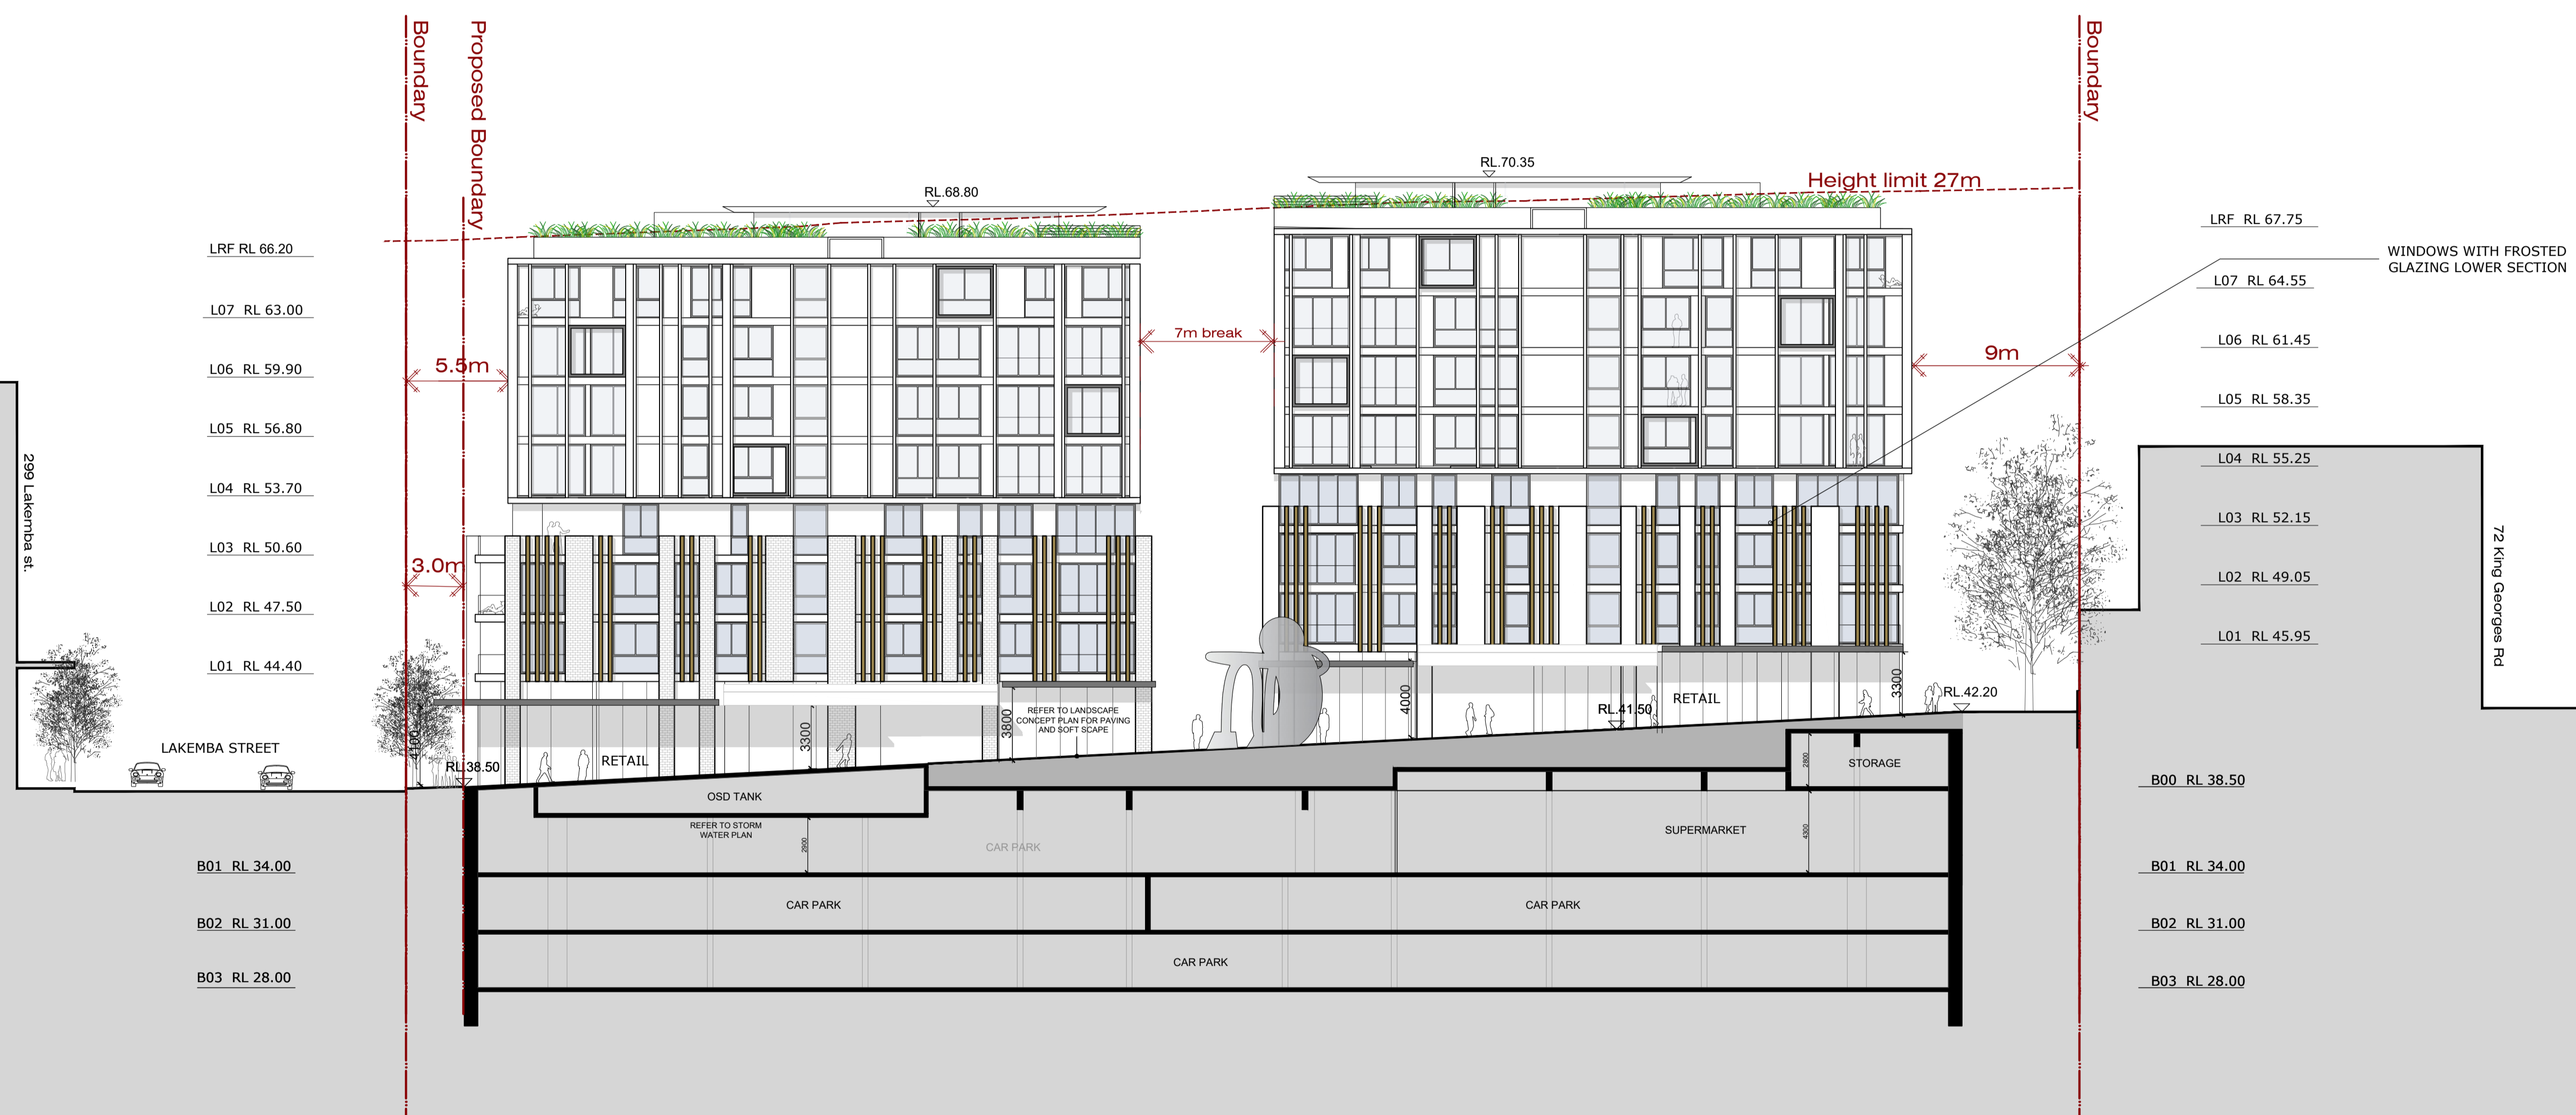 Boundary
Proposed Boundary
Boundary
RL.68.80
RL.70.35
Height limit 27m
LRF RL 66.20
L07 RL 63.00
L06 RL 59.90
L05 RL 56.80
L04 RL 53.70
L03 RL 50.60
L02 RL 47.50
L01 RL 44.40
299 Lakemba st.
5.5m
3.0m
7m break
9m
LRF RL 67.75
WINDOWS WITH FROSTED
GLAZING LOWER SECTION
L07 RL 64.55
L06 RL 61.45
L05 RL 58.35
L04 RL 55.25
L03 RL 52.15
L02 RL 49.05
L01 RL 45.95
72 King Georges Rd
LAKEMBA STREET
4100
RL.38.50
RETAIL
3300
3800
REFER TO LANDSCAPE
CONCEPT PLAN FOR PAVING
AND SOFT SCAPE
4000
RL.41.50
RETAIL
3300
RL.42.20
OSD TANK
REFER TO STORM
WATER PLAN
2900
CAR PARK
SUPERMARKET
4300
2800
STORAGE
B00 RL 38.50
B01 RL 34.00
B02 RL 31.00
B03 RL 28.00
CAR PARK
CAR PARK
CAR PARK
B01 RL 34.00
B02 RL 31.00
B03 RL 28.00